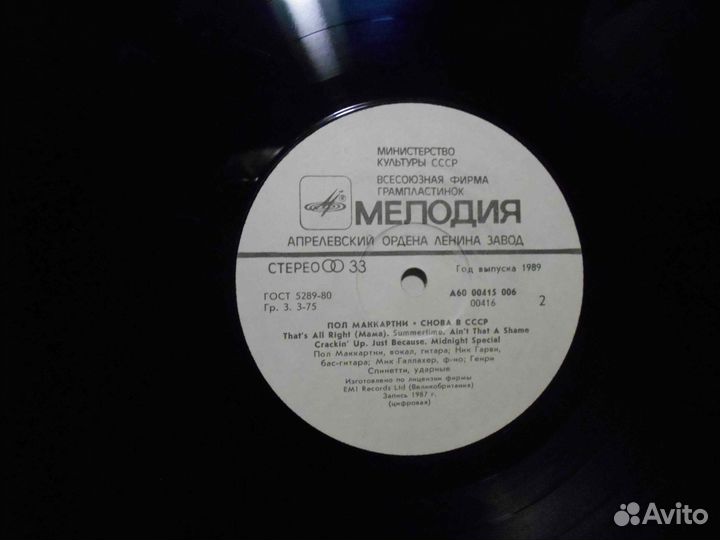 МИНИСТЕРСТВО
КУЛЬТУРЫ СССР
ВСЕСОЮЗНАЯ ФИРМА
ГРАМПЛАСТИНОК
МЕЛОДИЯ
АПРЕЛЕВСКИЙ ОРДЕНА ЛЕНИНА ЗАВОД
СТЕРЕО 33
Год выпуска 1989
ГОСТ 5289-80
Гр. 3. 3-75
А60 00415 006
00416
2
ПОЛ МАККАРТНИ • СНОВА В СССР
That's All Right (Мама). Summertime. Ain't That A Shame
Crackin' Up. Just Because. Midnight Special
Пол Маккартни, вокал, гитара; Ник Гарви,
бас-гитара; Мик Галлахер, ф-но; Генри
Спинетти, ударные
Изготовлено по лицензии фирмы
EMI Records Ltd (Великобритания)
Запись 1987 г.
(цифровая)
Avito